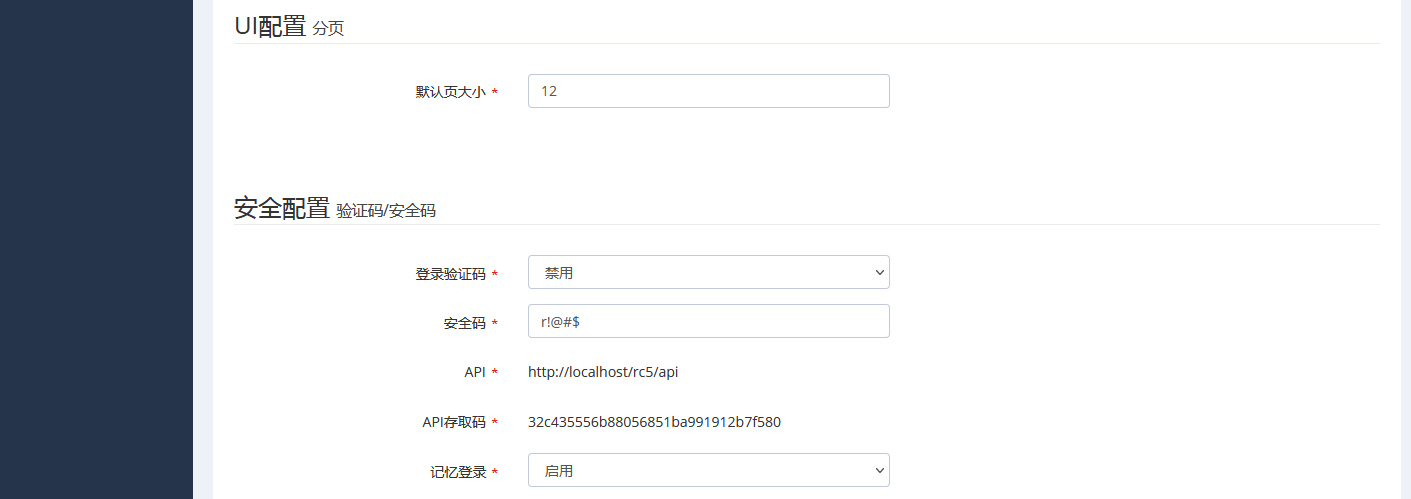 UI配置 分页
默认页大小 * 12
安全配置 验证码/安全码
登录验证码 * 禁用
安全码 * r!@#$
API * http://localhost/rc5/api
API存取码 * 32c435556b88056851ba991912b7f580
记忆登录 * 启用